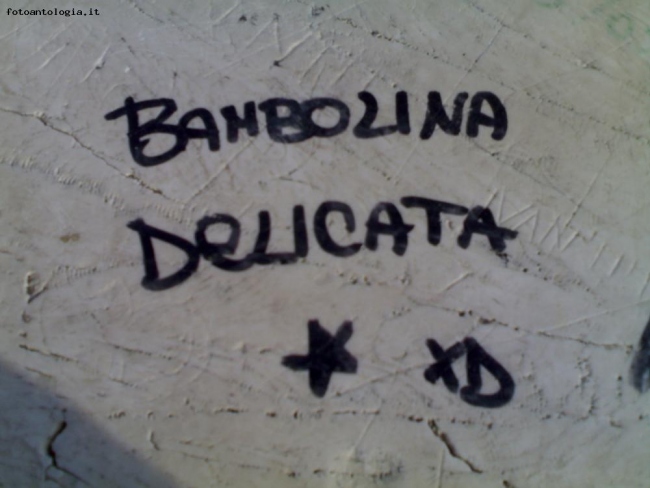 fotoantologia.it
BAMBOLINA
DELICATA
★ XD